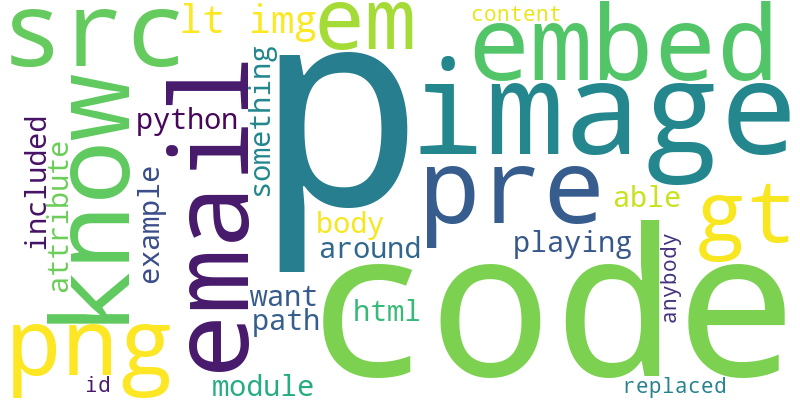 src
lt img
em
content
embed
know
email
something
p
image
python
included
attribute
example
pre
able
gt
body
around
playing
anybody
want
path
code
html
png
id
module
replaced